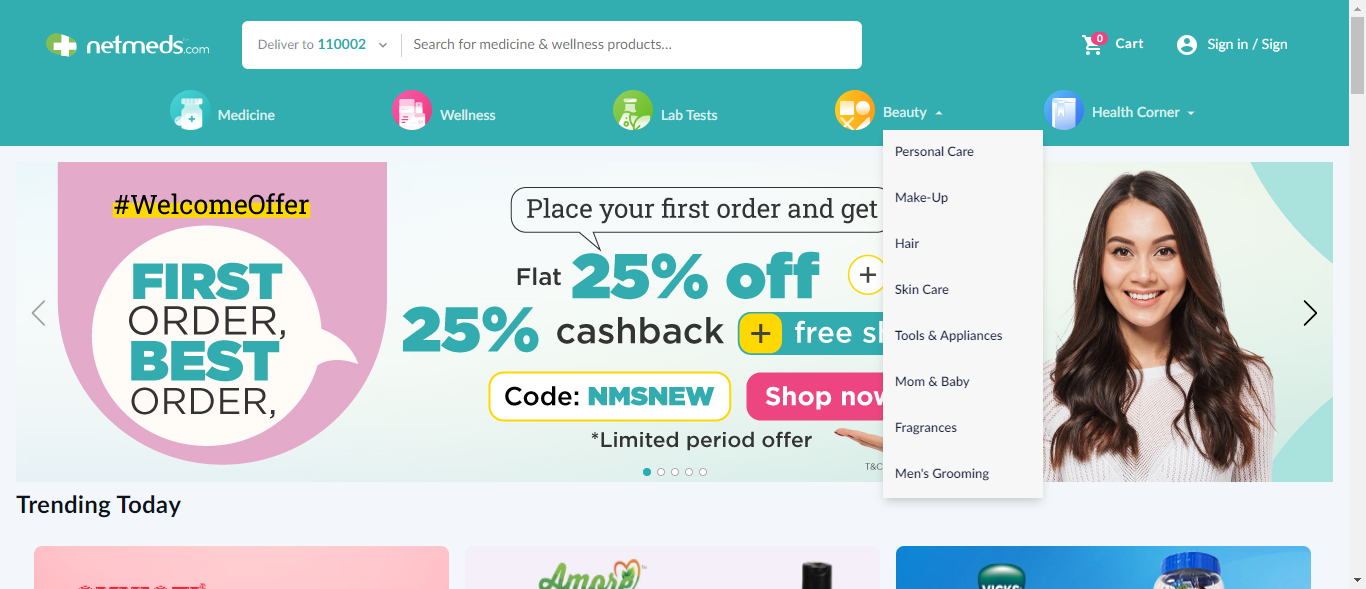 netmeds.com
Deliver to 110002
Search for medicine & wellness products...
0
Cart
Sign in / Sign
Medicine
Wellness
Lab Tests
Beauty
Health Corner
Personal Care
Make-Up
Hair
Skin Care
Tools & Appliances
Mom & Baby
Fragrances
Men's Grooming
#WelcomeOffer
FIRST
ORDER,
BEST
ORDER,
Place your first order and get
Flat 25% off +
25% cashback + free
Code: NMSNEW
Shop now
*Limited period offer
T&C
Trending Today
VICKS